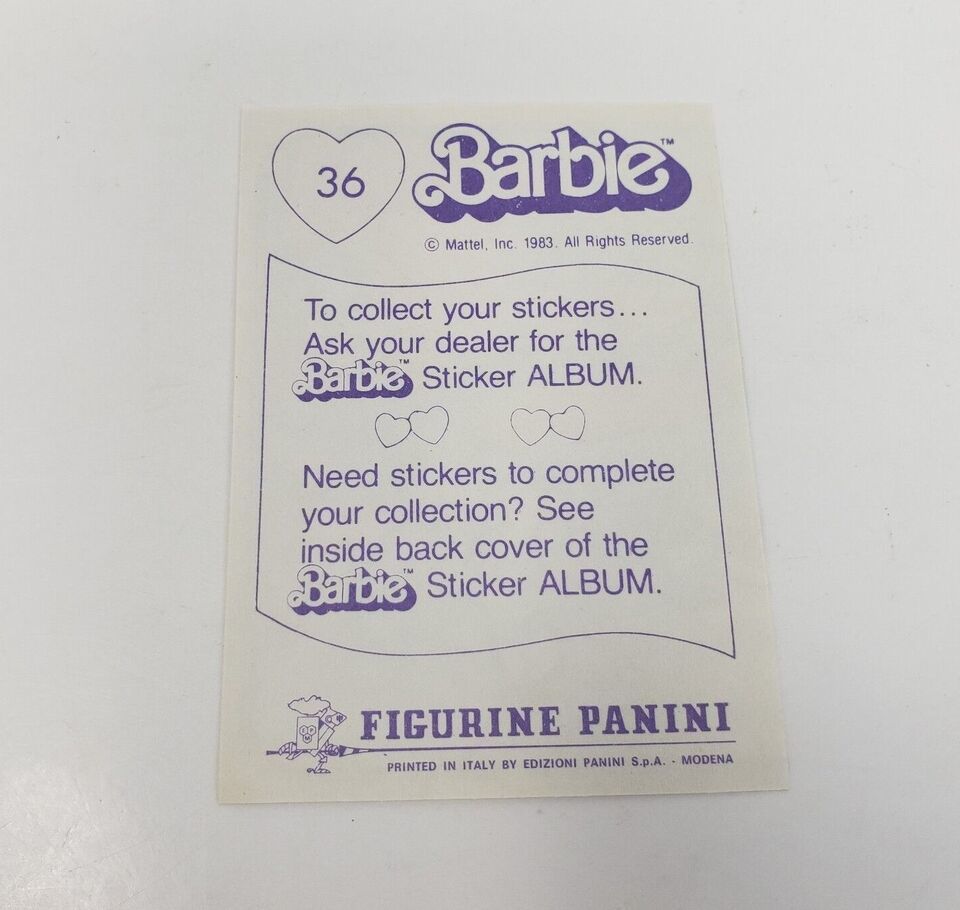 36
Barbie™
© Mattel, Inc. 1983. All Rights Reserved.
To collect your stickers...
Ask your dealer for the
Barbie™ Sticker ALBUM.
Need stickers to complete
your collection? See
inside back cover of the
Barbie™ Sticker ALBUM.
FIGURINE PANINI
PRINTED IN ITALY BY EDIZIONI PANINI S.p.A. - MODENA